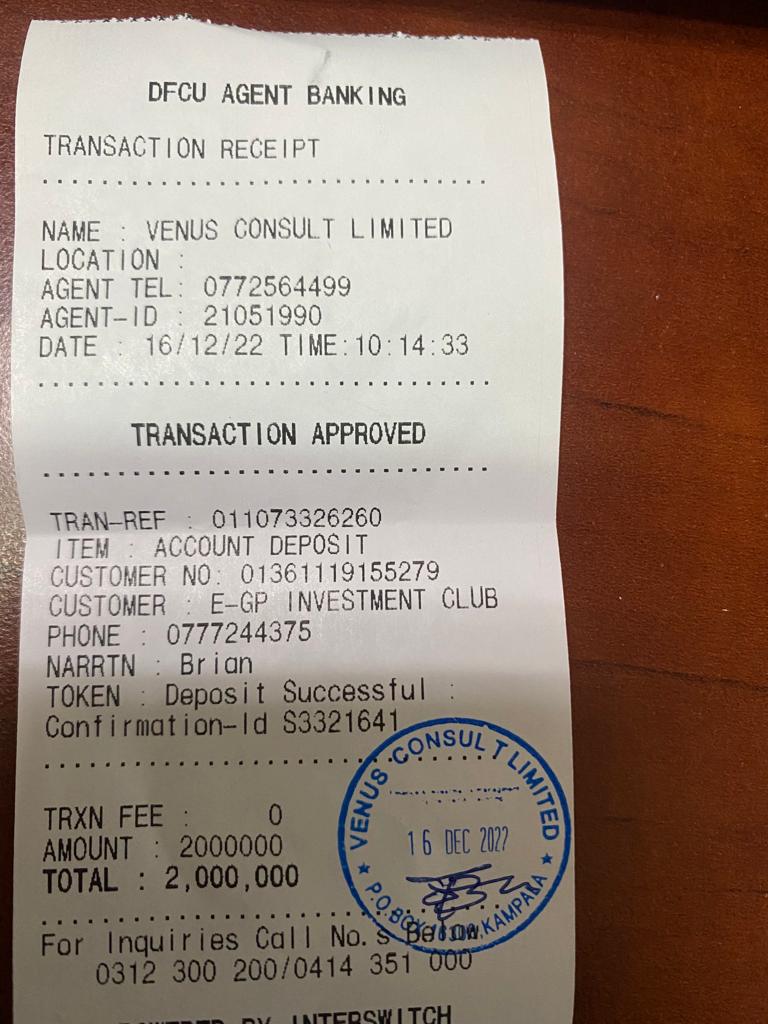 DFCU AGENT BANKING
TRANSACTION RECEIPT
NAME : VENUS CONSULT LIMITED
LOCATION :
AGENT TEL: 0772564499
AGENT-ID : 21051990
DATE : 16/12/22 TIME:10:14:33
TRANSACTION APPROVED
TRAN-REF : 011073326260
ITEM : ACCOUNT DEPOSIT
CUSTOMER NO: 01361119155279
CUSTOMER : E-GP INVESTMENT CLUB
PHONE : 0777244375
NARRTN : Brian
TOKEN : Deposit Successful :
Confirmation-Id S3321641
TRXN FEE : 0
AMOUNT : 2000000
TOTAL : 2,000,000
VENUS CONSULT LIMITED
16 DEC 2022
★ P.O.BOX, KAMPALA ★
For Inquiries Call No.s Below
0312 300 200/0414 351 000
POWERED BY INTERSWITCH